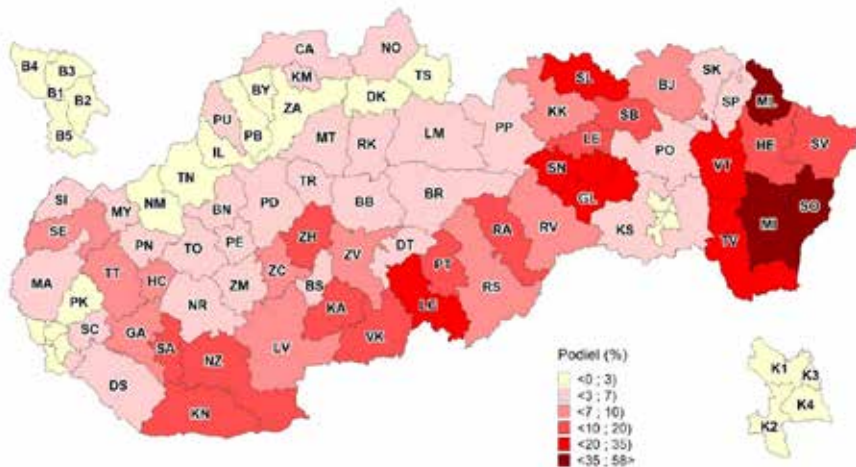 CA NO
B4 B3
B1
B2
B5
KM
BY
TS
ZA DK
PU
PB
IL
TN
NM
SL
BJ
SK
SP
ML
KK
SB
LE
PP
PO
HE
SV
VT
MT RK LM
SN
GL
SO
MI
TV
KS
SI
SE
MY
BN
PD
TR
BB BR
PN
TO
PE
ZH
ZV
DT
RA
RV
MA
TT
HC
ZM
ZC
BS
PT
RS
PK
NR
KA
SC
GA
SA
NZ
LV
VK
DS
KN
K1
K3
K4
K2
Podiel (%)
<0 ; 3)
<3 ; 7)
<7 ; 10)
<10 ; 20)
<20 ; 35)
<35 ; 58>